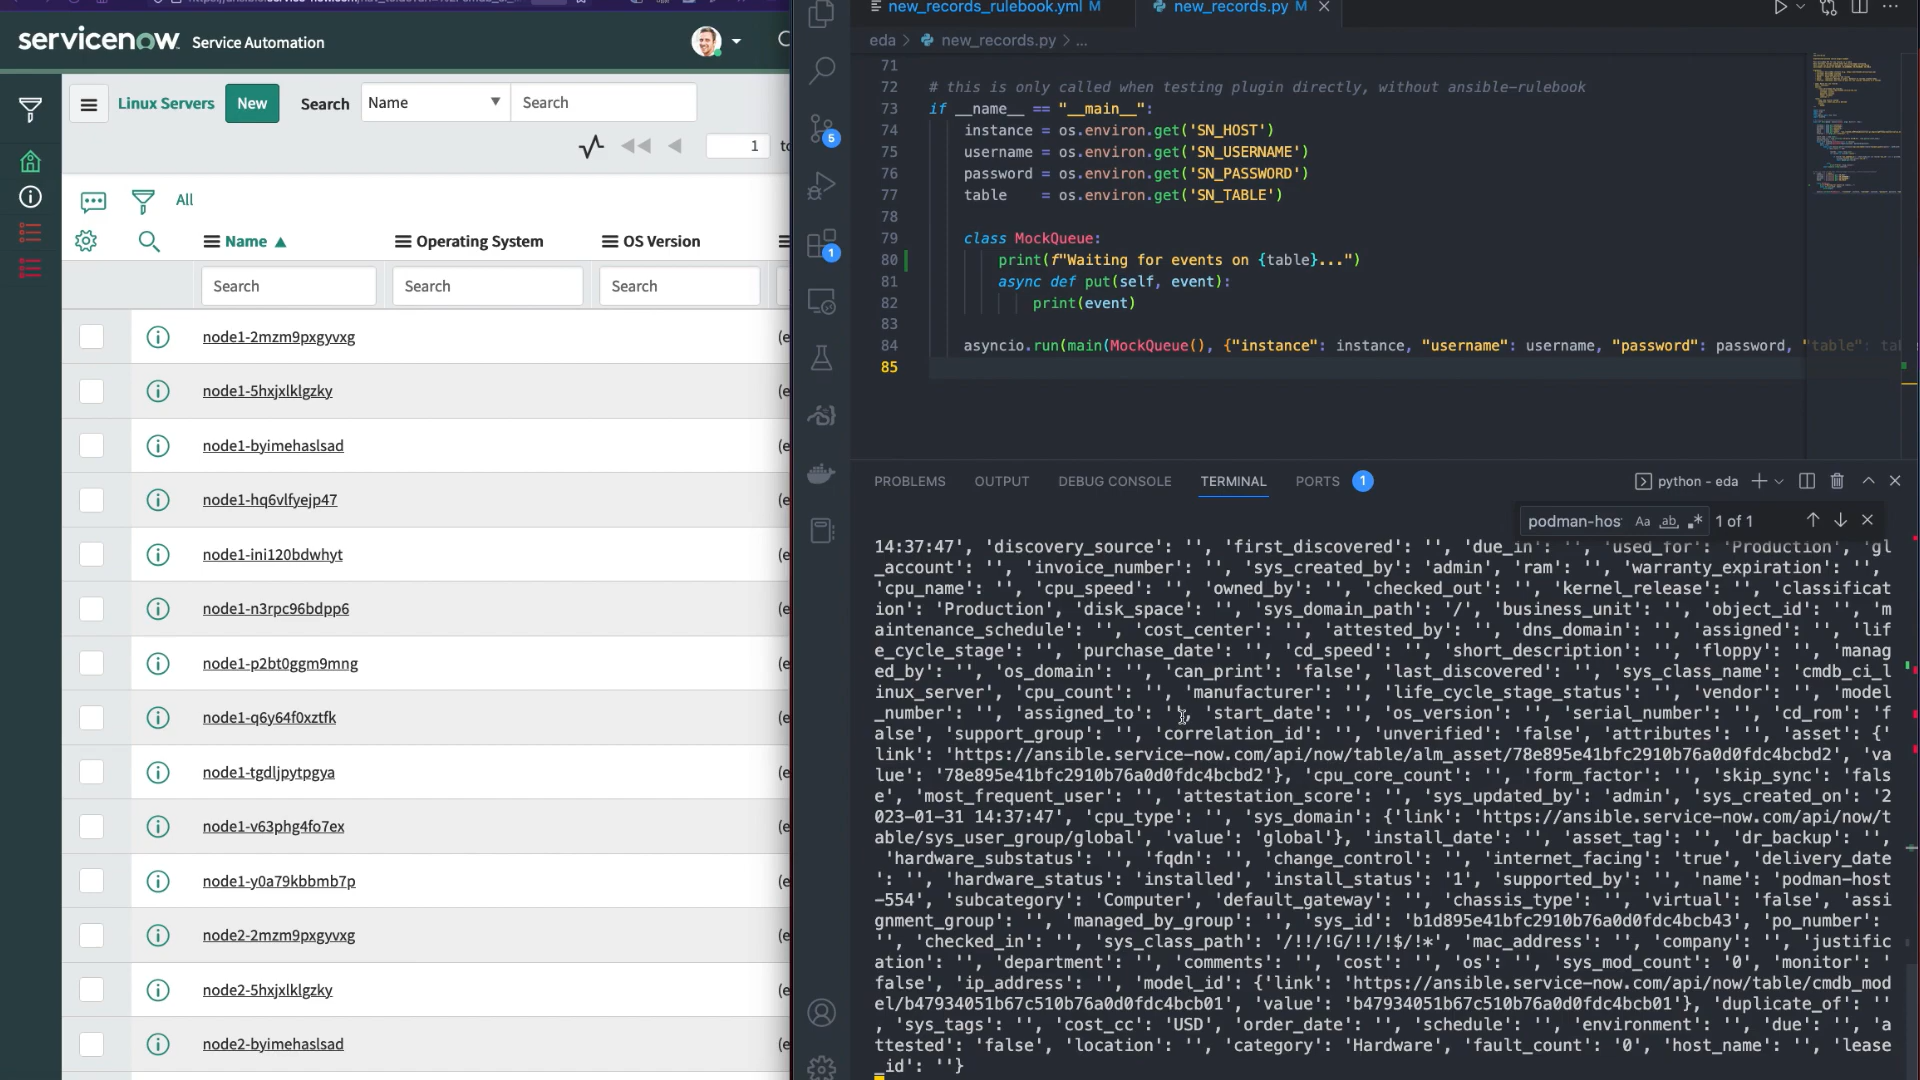 servicenow. Service Automation
Linux Servers New Search Name Search
1 to
All
Name Operating System OS Version
Search Search Search
node1-2mzm9pxgyvxg
node1-5hxjxlklgzky
node1-byimehaslsad
node1-hq6vlfyejp47
node1-ini120bdwhyt
node1-n3rpc96bdpp6
node1-p2bt0ggm9mng
node1-q6y64f0xztfk
node1-tgdljpytpgya
node1-v63phg4fo7ex
node1-y0a79kbbmb7p
node2-2mzm9pxgyvxg
node2-5hxjxlklgzky
node2-byimehaslsad
5
1
new_records_rulebook.yml M new_records.py M
eda > new_records.py > ...
71
72 # this is only called when testing plugin directly, without ansible-rulebook
73 if __name__ == "__main__":
74 instance = os.environ.get('SN_HOST')
75 username = os.environ.get('SN_USERNAME')
76 password = os.environ.get('SN_PASSWORD')
77 table = os.environ.get('SN_TABLE')
78
79 class MockQueue:
80 print(f"Waiting for events on {table}...")
81 async def put(self, event):
82 print(event)
83
84 asyncio.run(main(MockQueue(), {"instance": instance, "username": username, "password": password, "table": tab
85
PROBLEMS OUTPUT DEBUG CONSOLE TERMINAL PORTS 1 python - eda
podman-hos Aa ab 1 of 1
14:37:47', 'discovery_source': '', 'first_discovered': '', 'due_in': '', 'used_for': 'Production', 'gl
_account': '', 'invoice_number': '', 'sys_created_by': 'admin', 'ram': '', 'warranty_expiration': '',
'cpu_name': '', 'cpu_speed': '', 'owned_by': '', 'checked_out': '', 'kernel_release': '', 'classificat
ion': 'Production', 'disk_space': '', 'sys_domain_path': '/', 'business_unit': '', 'object_id': '', 'm
aintenance_schedule': '', 'cost_center': '', 'attested_by': '', 'dns_domain': '', 'assigned': '', 'lif
e_cycle_stage': '', 'purchase_date': '', 'cd_speed': '', 'short_description': '', 'floppy': '', 'manag
ed_by': '', 'os_domain': '', 'can_print': 'false', 'last_discovered': '', 'sys_class_name': 'cmdb_ci_l
inux_server', 'cpu_count': '', 'manufacturer': '', 'life_cycle_stage_status': '', 'vendor': '', 'model
_number': '', 'assigned_to': '', 'start_date': '', 'os_version': '', 'serial_number': '', 'cd_rom': 'f
alse', 'support_group': '', 'correlation_id': '', 'unverified': 'false', 'attributes': '', 'asset': {'
link': 'https://ansible.service-now.com/api/now/table/alm_asset/78e895e41bfc2910b76a0d0fdc4bcbd2', 'va
lue': '78e895e41bfc2910b76a0d0fdc4bcbd2'}, 'cpu_core_count': '', 'form_factor': '', 'skip_sync': 'fals
e', 'most_frequent_user': '', 'attestation_score': '', 'sys_updated_by': 'admin', 'sys_created_on': '2
023-01-31 14:37:47', 'cpu_type': '', 'sys_domain': {'link': 'https://ansible.service-now.com/api/now/t
able/sys_user_group/global', 'value': 'global'}, 'install_date': '', 'asset_tag': '', 'dr_backup': '',
'hardware_substatus': '', 'fqdn': '', 'change_control': '', 'internet_facing': 'true', 'delivery_date
': '', 'hardware_status': 'installed', 'install_status': '1', 'supported_by': '', 'name': 'podman-host
-554', 'subcategory': 'Computer', 'default_gateway': '', 'chassis_type': '', 'virtual': 'false', 'assi
gnment_group': '', 'managed_by_group': '', 'sys_id': 'b1d895e41bfc2910b76a0d0fdc4bcb43', 'po_number':
'', 'checked_in': '', 'sys_class_path': '/!!/!G/!!/!$/!*', 'mac_address': '', 'company': '', 'justific
ation': '', 'department': '', 'comments': '', 'cost': '', 'os': '', 'sys_mod_count': '0', 'monitor': '
false', 'ip_address': '', 'model_id': {'link': 'https://ansible.service-now.com/api/now/table/cmdb_mod
el/b47934051b67c510b76a0d0fdc4bcb01', 'value': 'b47934051b67c510b76a0d0fdc4bcb01'}, 'duplicate_of': ''
, 'sys_tags': '', 'cost_cc': 'USD', 'order_date': '', 'schedule': '', 'environment': '', 'due': '', 'a
ttested': 'false', 'location': '', 'category': 'Hardware', 'fault_count': '0', 'host_name': '', 'lease
_id': ''}